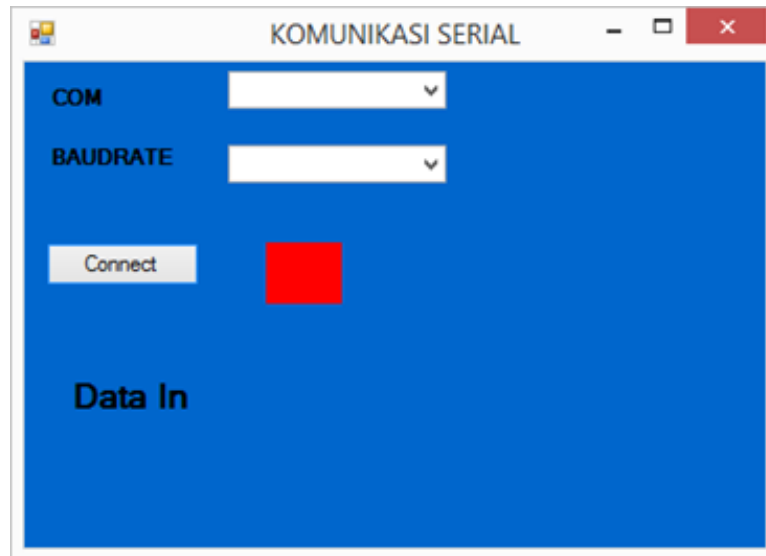 KOMUNIKASI SERIAL
COM
BAUDRATE
Connect
Data In